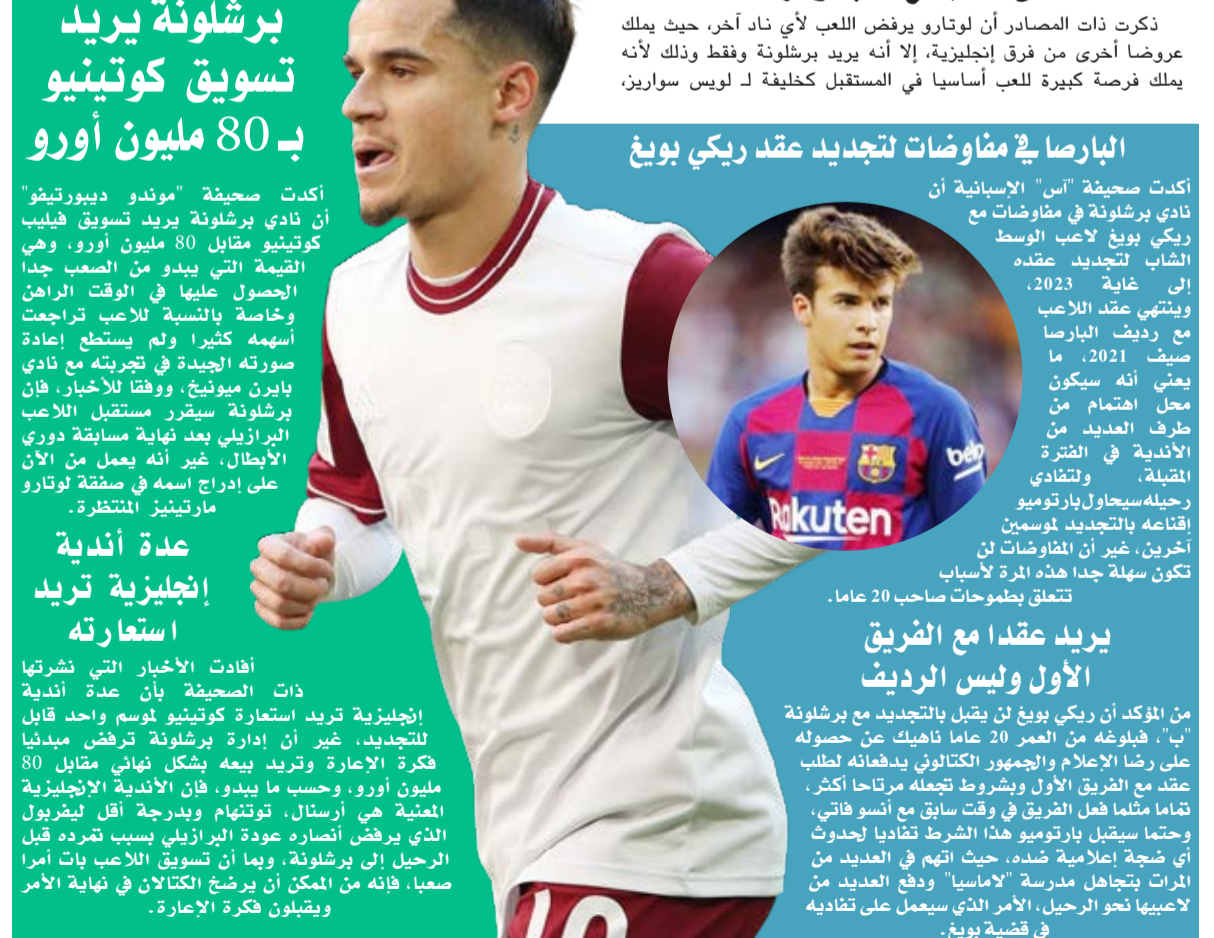 ذكرت ذات المصادر أن لوتارو يرفض اللعب لأي ناد آخر، حيث يملك
عروضا أخرى من فرق إنجليزية، إلا أنه يريد برشلونة وفقط وذلك لأنه
يملك فرصة كبيرة للعب أساسيا في المستقبل كخليفة لـ لويس سواريز،
البارصا في مفاوضات لتجديد عقد ريكي بويغ
أكدت صحيفة "آس" الإسبانية أن
نادي برشلونة في مفاوضات مع
ريكي بويغ لاعب الوسط
الشاب لتجديد عقده
إلى غاية 2023،
وينتهي عقد اللاعب
مع رديف البارصا
صيف 2021، ما
يعني أنه سيكون
محل اهتمام من
طرف العديد من
الأندية في الفترة
المقبلة، ولتفادي
رحيله سيحاول بارتوميو
إقناعه بالتجديد لموسمين
آخرين، غير أن المفاوضات لن
تكون سهلة جدا هذه المرة لأسباب
تتعلق بطموحات صاحب 20 عاما.
يريد عقدا مع الفريق
الأول وليس الرديف
من المؤكد أن ريكي بويغ لن يقبل بالتجديد مع برشلونة
"ب"، فبلوغه من العمر 20 عاما ناهيك عن حصوله
على رضا الإعلام والجمهور الكتالوني يدفعانه لطلب
عقد مع الفريق الأول وبشروط تجعله مرتاحا أكثر،
تماما مثلما فعل الفريق في وقت سابق مع أنسو فاتي،
وحتما سيقبل بارتوميو هذا الشرط تفاديا لحدوث
أي ضجة إعلامية ضده، حيث اتهم في العديد من
المرات بتجاهل مدرسة "لاماسيا" ودفع العديد من
لاعبيها نحو الرحيل، الأمر الذي سيعمل على تفاديه
في قضية بويغ.
برشلونة يريد
تسويق كوتينيو
بـ 80 مليون أورو
أكدت صحيفة "موندو ديبورتيفو"
أن نادي برشلونة يريد تسويق فيليب
كوتينيو مقابل 80 مليون أورو، وهي
القيمة التي يبدو من الصعب جدا
الحصول عليها في الوقت الراهن
وخاصة بالنسبة للاعب تراجعت
أسهمه كثيرا ولم يستطع إعادة
صورته الجيدة في تجربته مع نادي
بايرن ميونيخ، ووفقا للأخبار، فإن
برشلونة سيقرر مستقبل اللاعب
البرازيلي بعد نهاية مسابقة دوري
الأبطال، غير أنه يعمل من الآن
على إدراج اسمه في صفقة لوتارو
مارتينيز المنتظرة.
عدة أندية
إنجليزية تريد
استعارته
أفادت الأخبار التي نشرتها
ذات الصحيفة بأن عدة أندية
إنجليزية تريد استعارة كوتينيو لموسم واحد قابل
للتجديد، غير أن إدارة برشلونة ترفض مبدئيا
فكرة الإعارة وتريد بيعه بشكل نهائي مقابل 80
مليون أورو، وحسب ما يبدو، فإن الأندية الإنجليزية
المعنية هي أرسنال، توتنهام وبدرجة أقل ليفربول
الذي يرفض أنصاره عودة البرازيلي بسبب تمرده قبل
الرحيل إلى برشلونة، وبما أن تسويق اللاعب بات أمرا
صعبا، فإنه من الممكن أن يرضخ الكتالان في نهاية الأمر
ويقبلون فكرة الإعارة.
beko
Rakuten
10